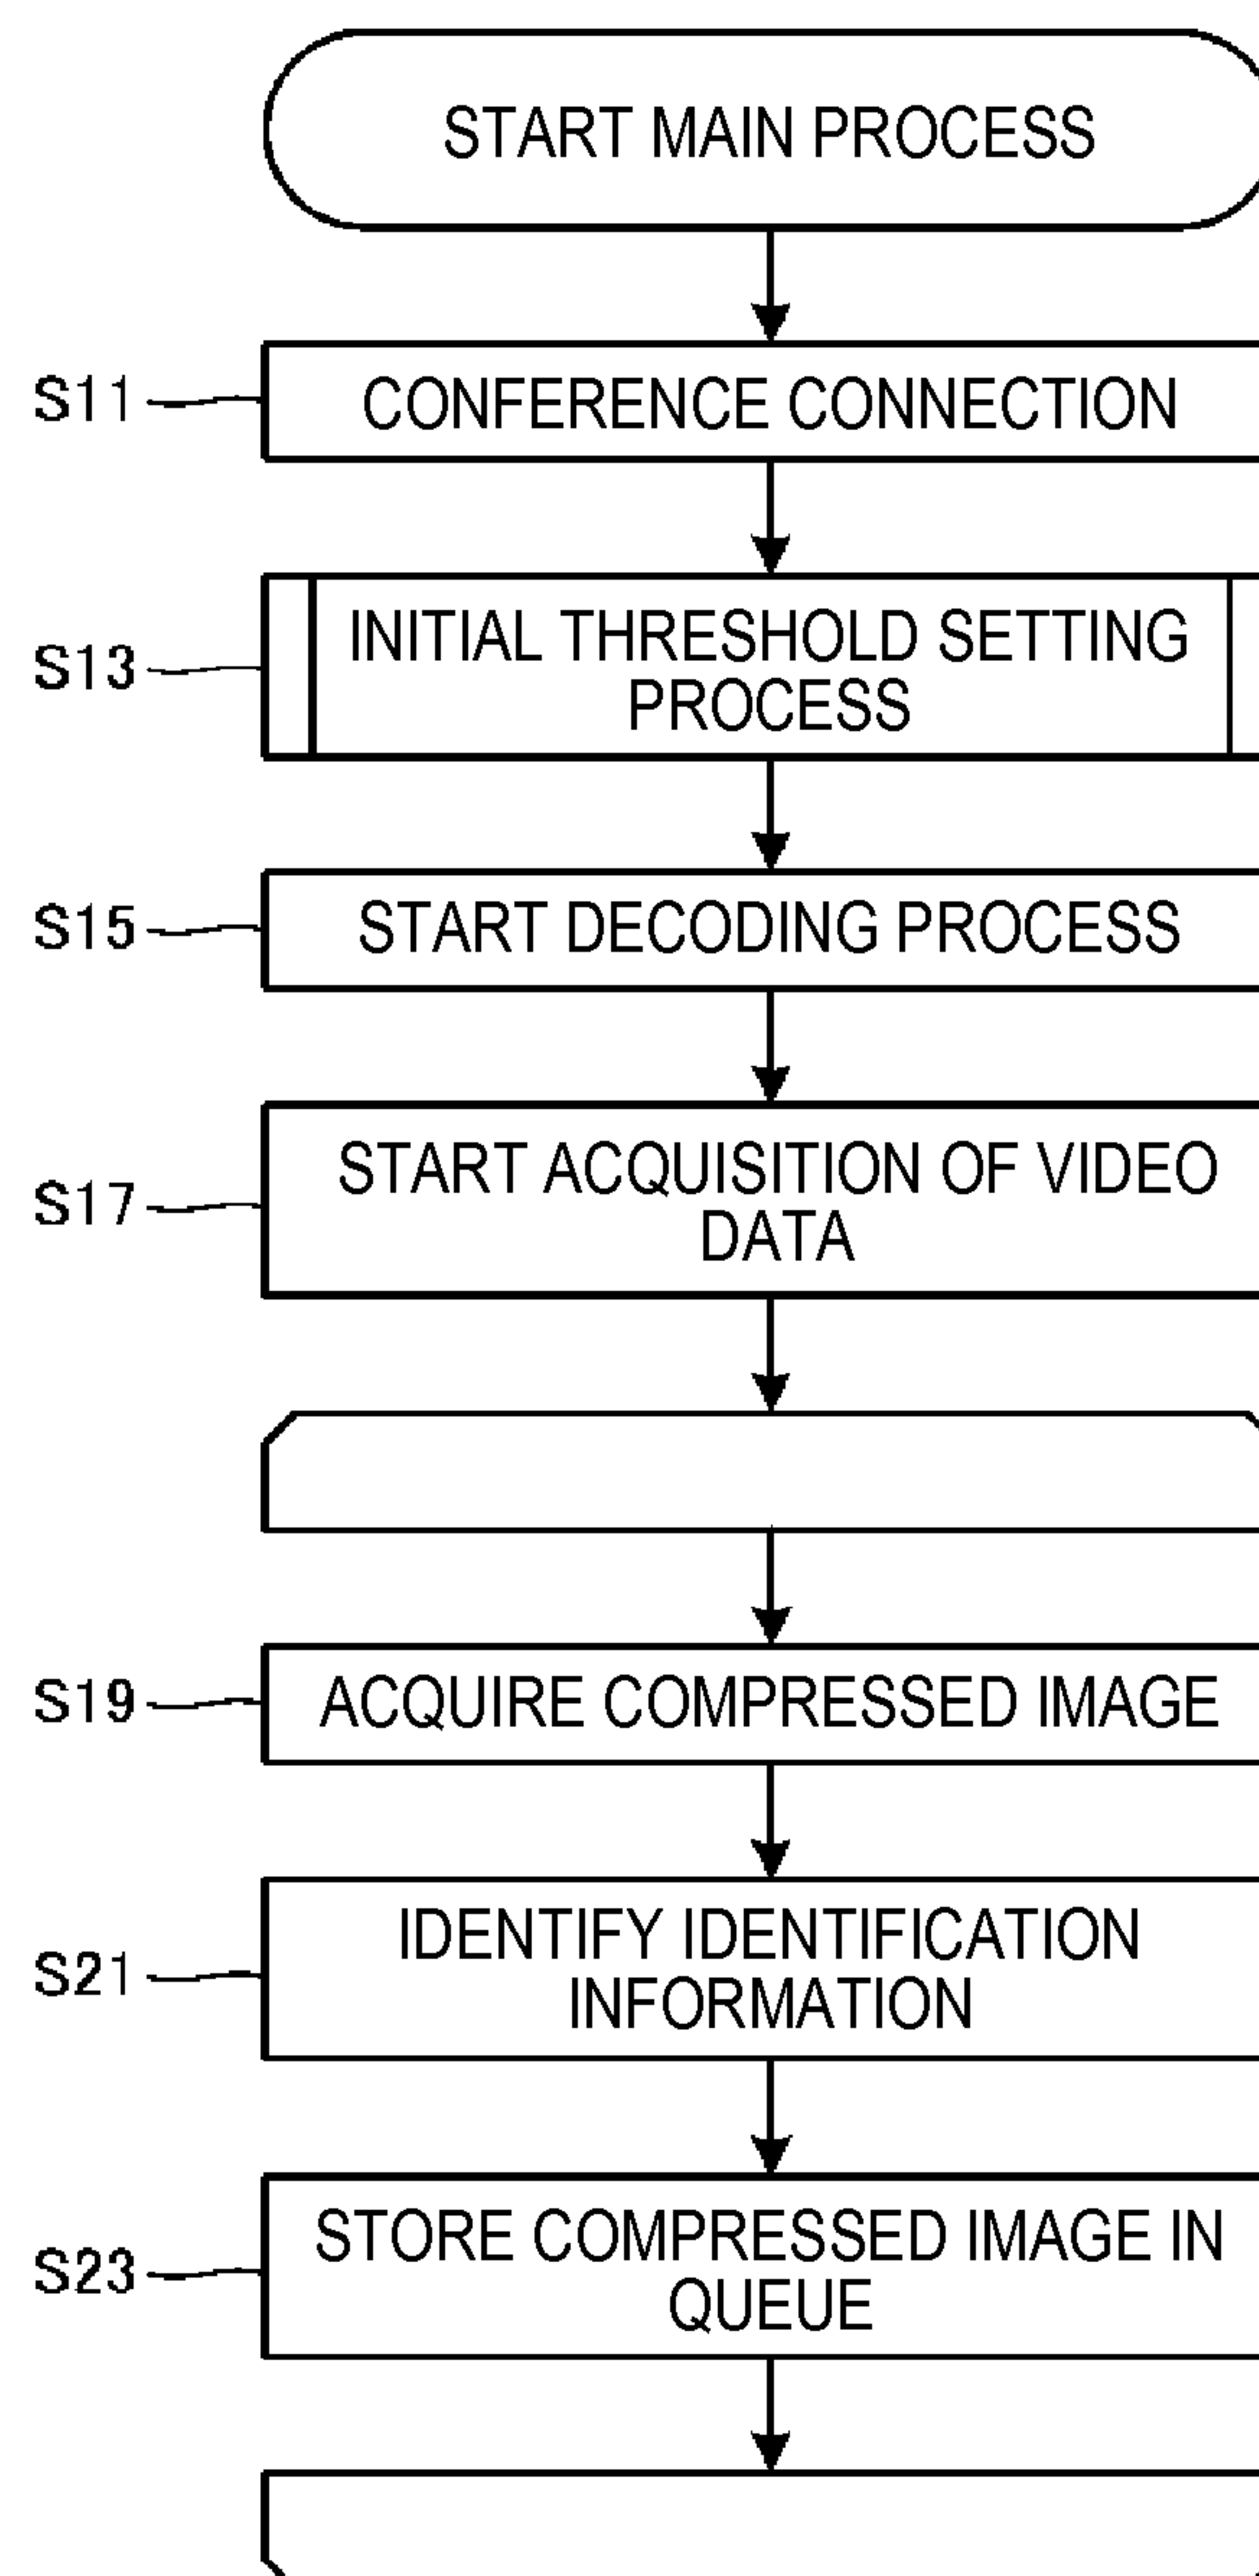 START MAIN PROCESS
S11
CONFERENCE CONNECTION
S13
INITIAL THRESHOLD SETTING
PROCESS
S15
START DECODING PROCESS
S17
START ACQUISITION OF VIDEO
DATA
S19
ACQUIRE COMPRESSED IMAGE
S21
IDENTIFY IDENTIFICATION
INFORMATION
S23
STORE COMPRESSED IMAGE IN
QUEUE